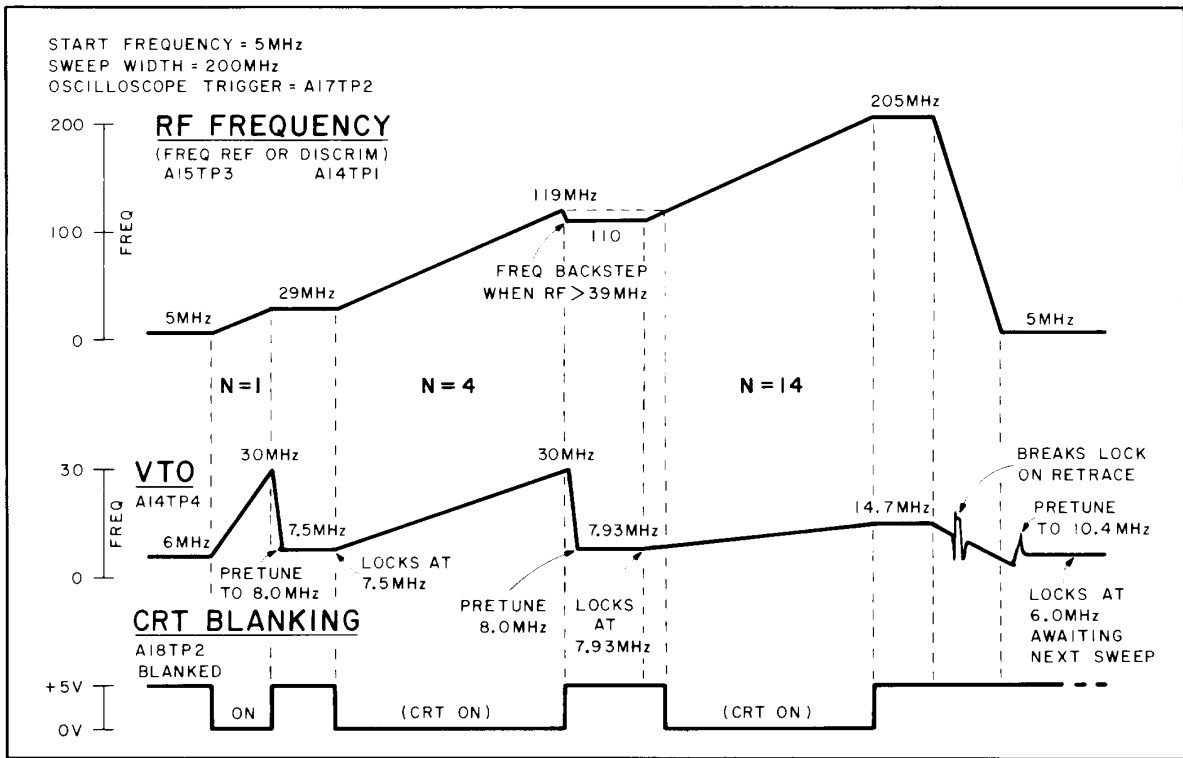 START FREQUENCY = 5MHz
SWEEP WIDTH = 200MHz
OSCILLOSCOPE TRIGGER = A17TP2
RF FREQUENCY
(FREQ REF OR DISCRIM)
A15TP3 A14TP1
200
100
0
FREQ
5MHz
29MHz
119MHz
110
FREQ BACKSTEP
WHEN RF > 39MHz
205MHz
5MHz
N=1
N=4
N=14
VTO
A14TP4
30
0
FREQ
6MHz
30MHz
7.5MHz
PRETUNE
TO 8.0MHz
LOCKS AT
7.5MHz
30MHz
7.93MHz
PRETUNE
8.0MHz
LOCKS
AT
7.93MHz
14.7MHz
BREAKS LOCK
ON RETRACE
PRETUNE
TO 10.4MHz
LOCKS AT
6.0MHz
AWAITING
NEXT SWEEP
CRT BLANKING
A18TP2
BLANKED
+5V
0V
ON
(CRT ON)
(CRT ON)